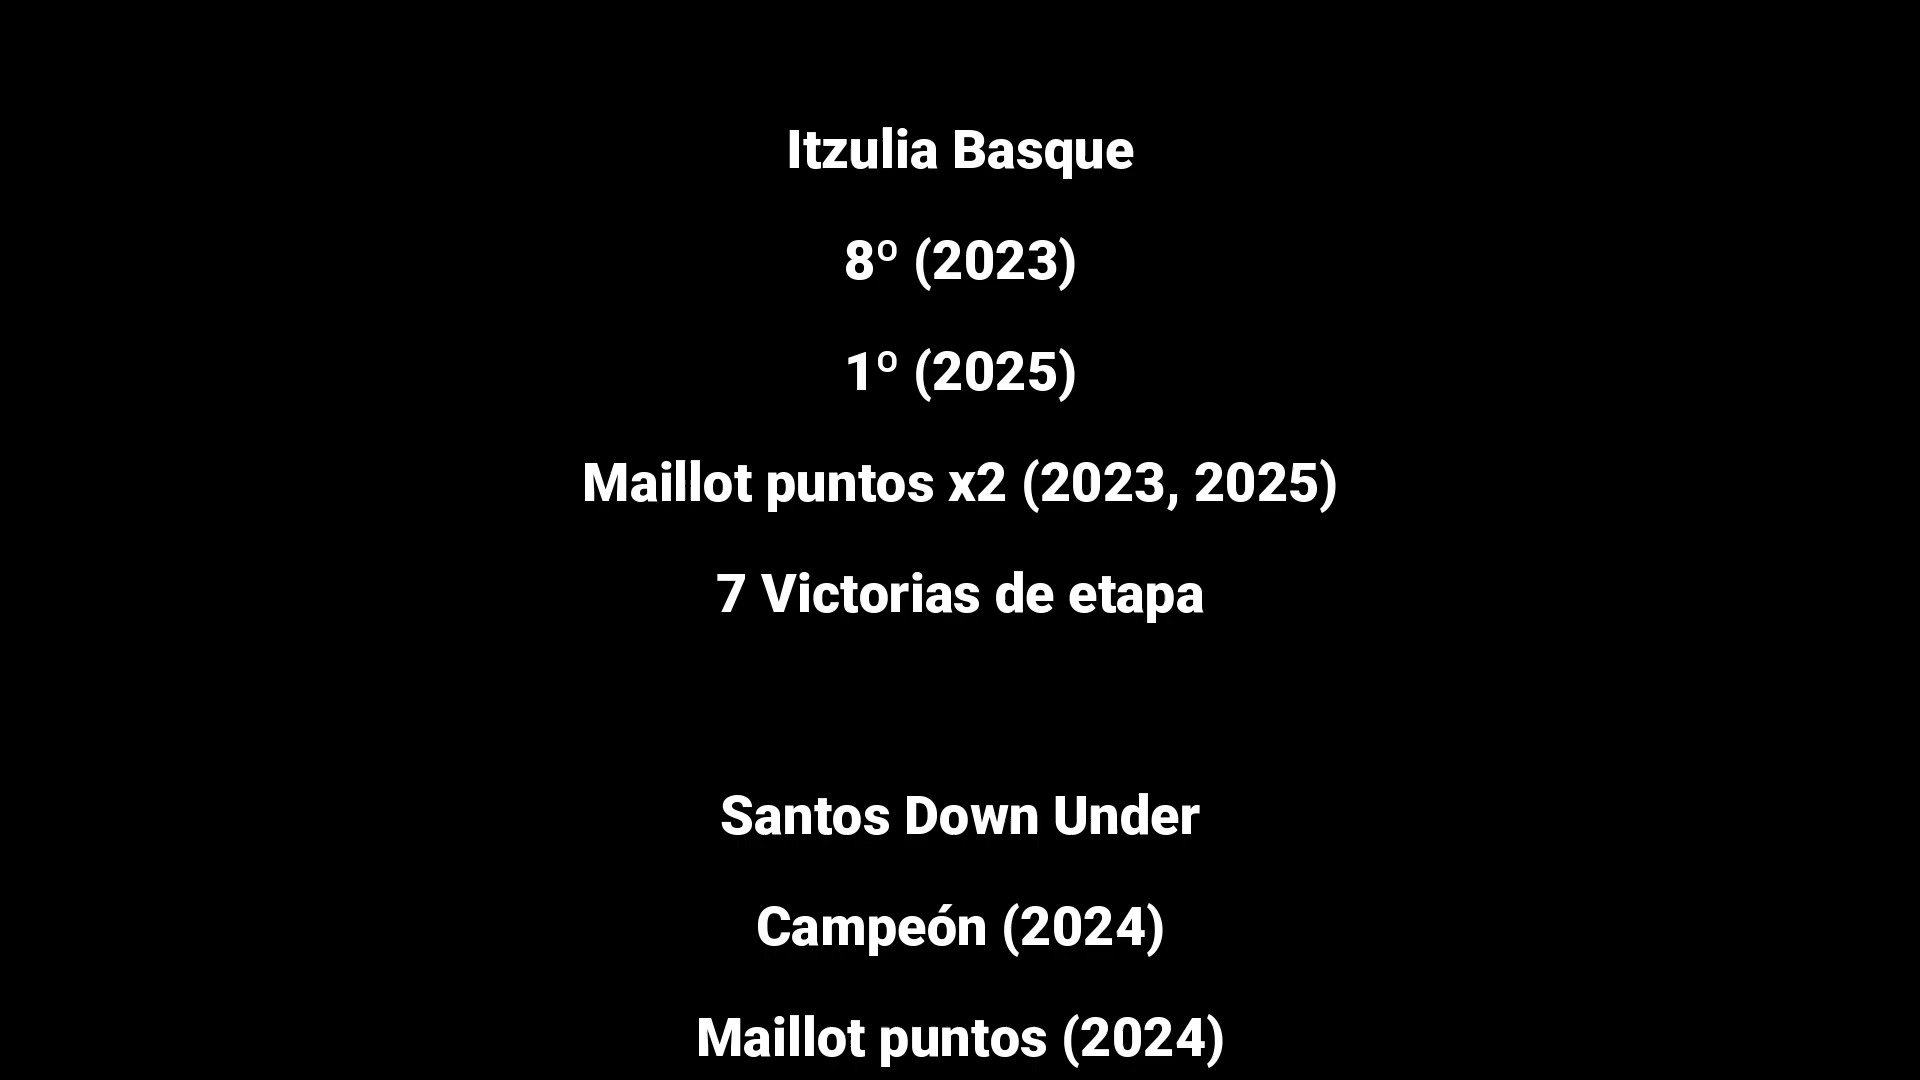 Itzulia Basque
8º (2023)
1º (2025)
Maillot puntos x2 (2023, 2025)
7 Victorias de etapa
Santos Down Under
Campeón (2024)
Maillot puntos (2024)